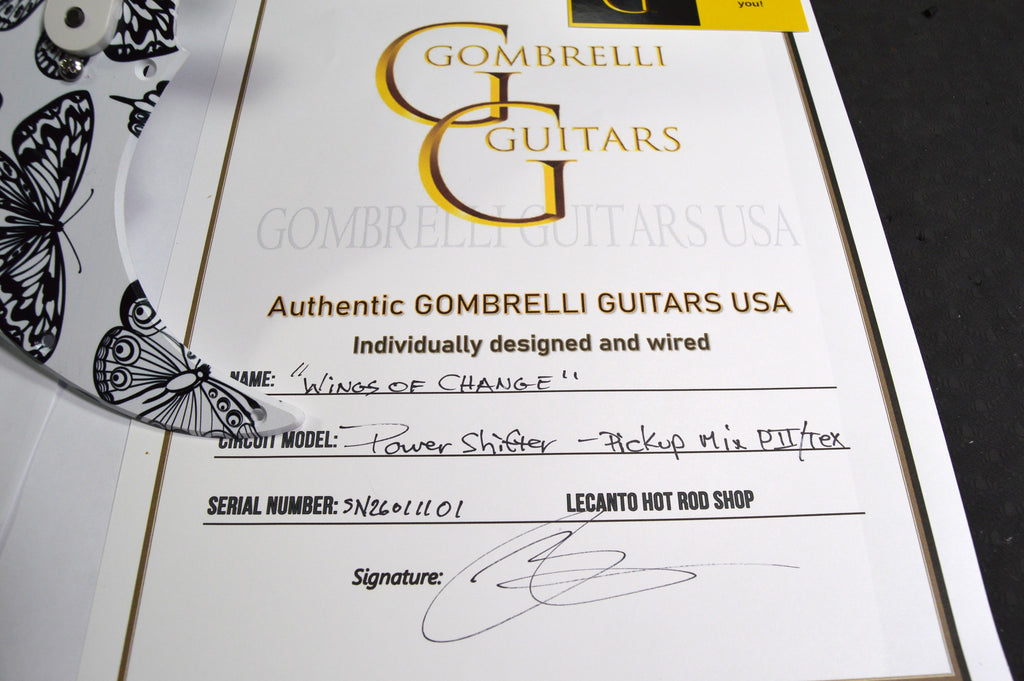 you!
GOMBRELLI
GUITARS
GOMBRELLI GUITARS USA
Authentic GOMBRELLI GUITARS USA
Individually designed and wired
NAME: "WINGS OF CHANGE"
CIRCUIT MODEL: Power Shifter - Pickup Mix PII/Tex
SERIAL NUMBER: SN26011101 LECANTO HOT ROD SHOP
Signature: